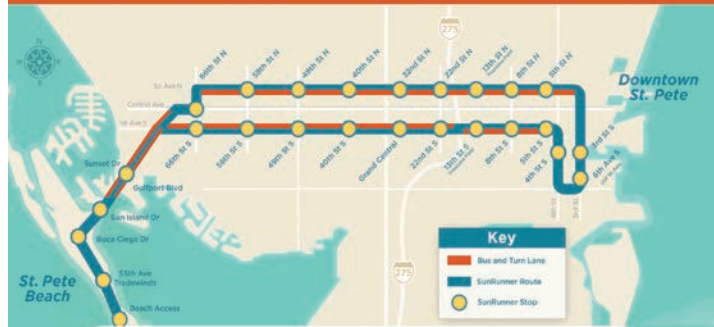 N
W
E
S
275
66th St N
58th St N
49th St N
40th St N
32nd St N
22nd St N
13th St N
8th St N
5th St N
1st Ave N
Central Ave
1st Ave S
Downtown
St. Pete
66th St S
58th St S
49th St S
40th St S
Grand Central
22nd St S
13th St S
8th St S
5th St S
4th St S
3rd St S
6th Ave S
4th St
3rd St
Sunset Dr
Gulfport Blvd
Sun Island Dr
Boca Ciega Dr
St. Pete
Beach
55th Ave
Tradewinds
Beach Access
275
Key
Bus and Turn Lane
SunRunner Route
SunRunner Stop